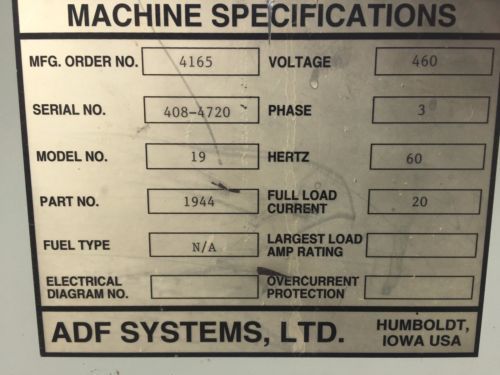 MACHINE SPECIFICATIONS
MFG. ORDER NO. 4165 VOLTAGE 460
SERIAL NO. 408-4720 PHASE 3
MODEL NO. 19 HERTZ 60
PART NO. 1944 FULL LOAD CURRENT 20
FUEL TYPE N/A LARGEST LOAD AMP RATING
ELECTRICAL DIAGRAM NO. OVERCURRENT PROTECTION
ADF SYSTEMS, LTD. HUMBOLDT, IOWA USA